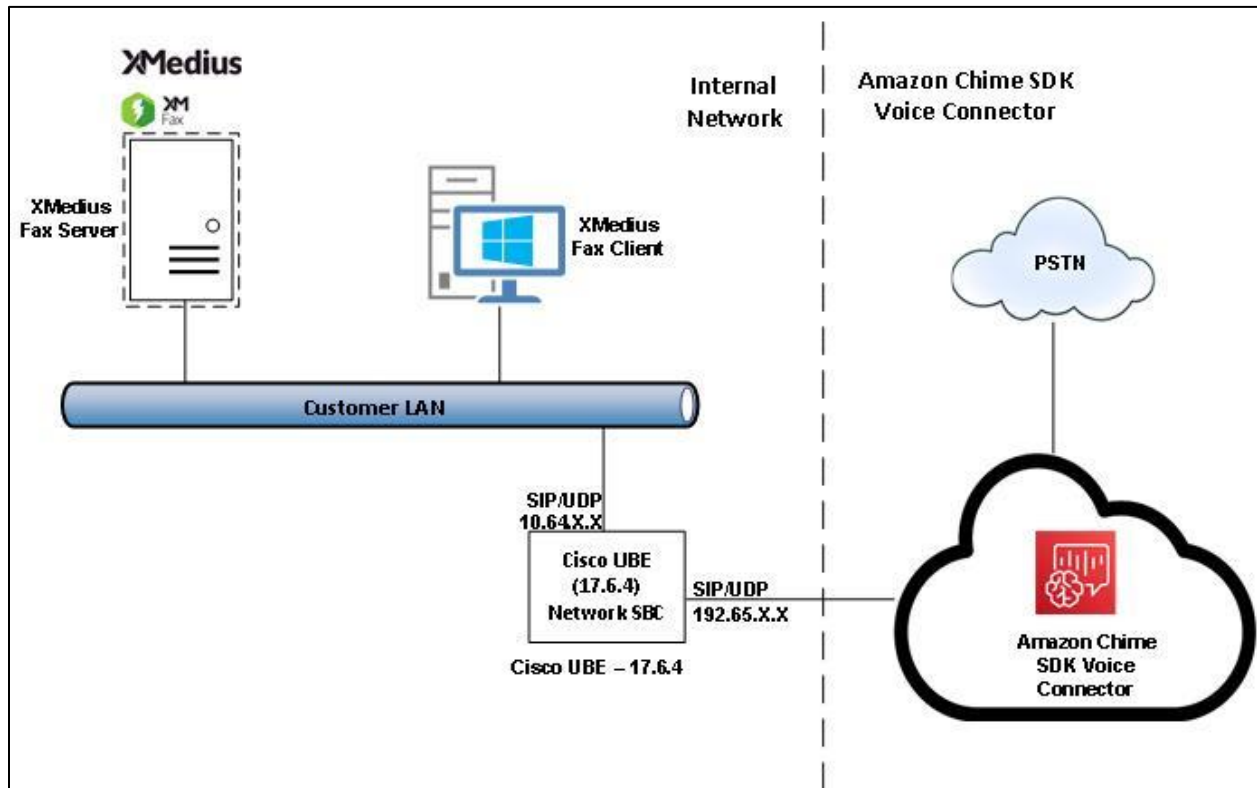 XMedius
XM
Fax
XMedius
Fax Server
XMedius
Fax Client
Internal
Network
Amazon Chime SDK
Voice Connector
PSTN
Customer LAN
SIP/UDP
10.64.X.X
Cisco UBE
(17.6.4)
Network SBC
SIP/UDP
192.65.X.X
Cisco UBE – 17.6.4
Amazon Chime
SDK Voice
Connector